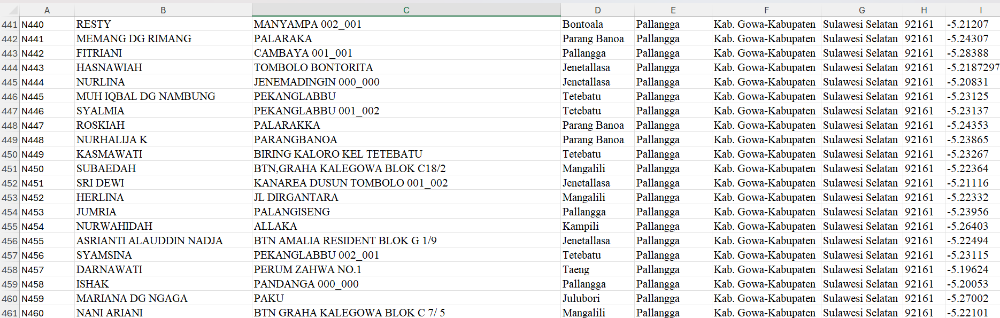 A B C D E F G H I
441 N440 RESTY MANYAMPA 002_001 Bontoala Pallangga Kab. Gowa-Kabupaten Sulawesi Selatan 92161 -5.21207
442 N441 MEMANG DG RIMANG PALARAKA Parang Banoa Pallangga Kab. Gowa-Kabupaten Sulawesi Selatan 92161 -5.24307
443 N442 FITRIANI CAMBAYA 001_001 Pallangga Pallangga Kab. Gowa-Kabupaten Sulawesi Selatan 92161 -5.28388
444 N443 HASNAWIAH TOMBOLO BONTORITA Jenetallasa Pallangga Kab. Gowa-Kabupaten Sulawesi Selatan 92161 -5.2187297
445 N444 NURLINA JENEMADINGIN 000_000 Jenetallasa Pallangga Kab. Gowa-Kabupaten Sulawesi Selatan 92161 -5.20831
446 N445 MUH IQBAL DG NAMBUNG PEKANGLABBU Tetebatu Pallangga Kab. Gowa-Kabupaten Sulawesi Selatan 92161 -5.23125
447 N446 SYALMIA PEKANGLABBU 001_002 Tetebatu Pallangga Kab. Gowa-Kabupaten Sulawesi Selatan 92161 -5.23137
448 N447 ROSKIAH PALARAKKA Parang Banoa Pallangga Kab. Gowa-Kabupaten Sulawesi Selatan 92161 -5.24353
449 N448 NURHALIJA K PARANGBANOA Parang Banoa Pallangga Kab. Gowa-Kabupaten Sulawesi Selatan 92161 -5.23865
450 N449 KASMAWATI BIRING KALORO KEL TETEBATU Tetebatu Pallangga Kab. Gowa-Kabupaten Sulawesi Selatan 92161 -5.23267
451 N450 SUBAEDAH BTN,GRAHA KALEGOWA BLOK C18/2 Mangalili Pallangga Kab. Gowa-Kabupaten Sulawesi Selatan 92161 -5.22364
452 N451 SRI DEWI KANAREA DUSUN TOMBOLO 001_002 Jenetallasa Pallangga Kab. Gowa-Kabupaten Sulawesi Selatan 92161 -5.21116
453 N452 HERLINA JL DIRGANTARA Mangalili Pallangga Kab. Gowa-Kabupaten Sulawesi Selatan 92161 -5.22332
454 N453 JUMRIA PALANGISENG Pallangga Pallangga Kab. Gowa-Kabupaten Sulawesi Selatan 92161 -5.23956
455 N454 NURWAHIDAH ALLAKA Kampili Pallangga Kab. Gowa-Kabupaten Sulawesi Selatan 92161 -5.26403
456 N455 ASRIANTI ALAUDDIN NADJA BTN AMALIA RESIDENT BLOK G 1/9 Jenetallasa Pallangga Kab. Gowa-Kabupaten Sulawesi Selatan 92161 -5.22494
457 N456 SYAMSINA PEKANGLABBU 002_001 Tetebatu Pallangga Kab. Gowa-Kabupaten Sulawesi Selatan 92161 -5.23115
458 N457 DARNAWATI PERUM ZAHWA NO.1 Taeng Pallangga Kab. Gowa-Kabupaten Sulawesi Selatan 92161 -5.19624
459 N458 ISHAK PANDANGA 000_000 Pallangga Pallangga Kab. Gowa-Kabupaten Sulawesi Selatan 92161 -5.20053
460 N459 MARIANA DG NGAGA PAKU Julubori Pallangga Kab. Gowa-Kabupaten Sulawesi Selatan 92161 -5.27002
461 N460 NANI ARIANI BTN GRAHA KALEGOWA BLOK C 7/ 5 Mangalili Pallangga Kab. Gowa-Kabupaten Sulawesi Selatan 92161 -5.22101